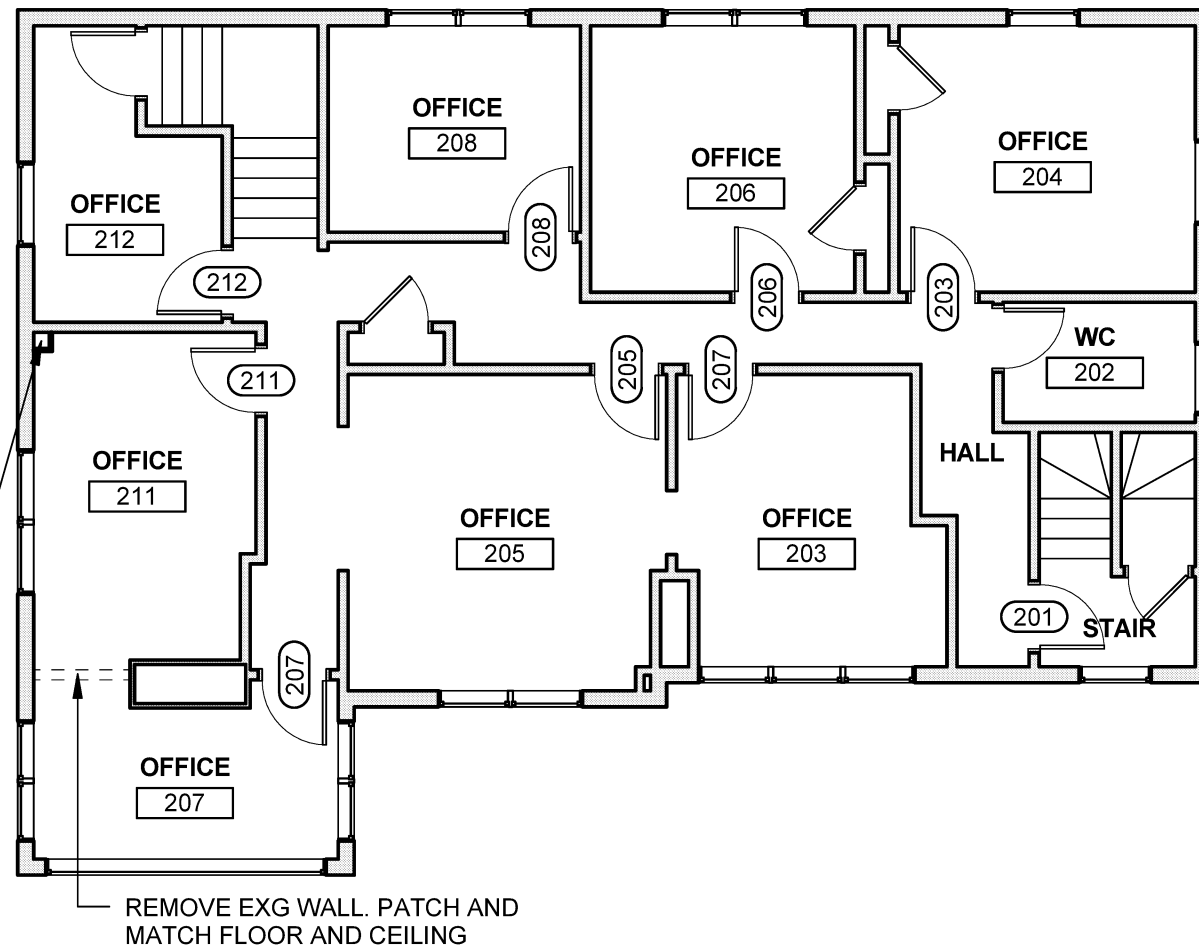 OFFICE
208
OFFICE
206
OFFICE
204
OFFICE
212
208
212
206
203
WC
202
205
207
211
HALL
OFFICE
211
OFFICE
205
OFFICE
203
201
STAIR
207
OFFICE
207
REMOVE EXG WALL. PATCH AND
MATCH FLOOR AND CEILING